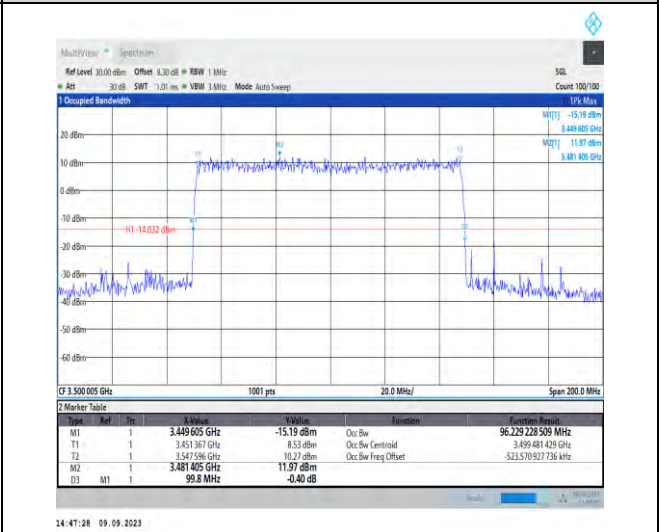 MultiView Spectrum
Ref Level 30.00 dBm Offset 8.30 dB RBW 1 MHz SGL
Att 30 dB SWT 1.01 ms VBW 3 MHz Mode Auto Sweep Count 100/100
1 Occupied Bandwidth 1Pk Max
M1[1] -15.19 dBm
3.449 605 GHz
M2[1] 11.97 dBm
3.481 405 GHz
20 dBm
10 dBm
0 dBm
-10 dBm
H1 -14.032 dBm
-30 dBm
-40 dBm
-50 dBm
-60 dBm
M2
T1
M1
CF 3.500 005 GHz 1001 pts 20.0 MHz/ Span 200.0 MHz
2 Marker Table
Type Ref Trc X-Value Y-Value Function Function Result
M1 1 3.449 605 GHz -15.19 dBm Occ Bw 96.229 228 509 MHz
T1 1 3.451 367 GHz 8.53 dBm Occ Bw Centroid 3.499 481 429 GHz
T2 1 3.547 596 GHz 10.27 dBm Occ Bw Freq Offset -523.570 927 736 kHz
M2 1 3.481 405 GHz 11.97 dBm
D3 M1 1 99.8 MHz -0.40 dB
14:47:28 09.09.2023